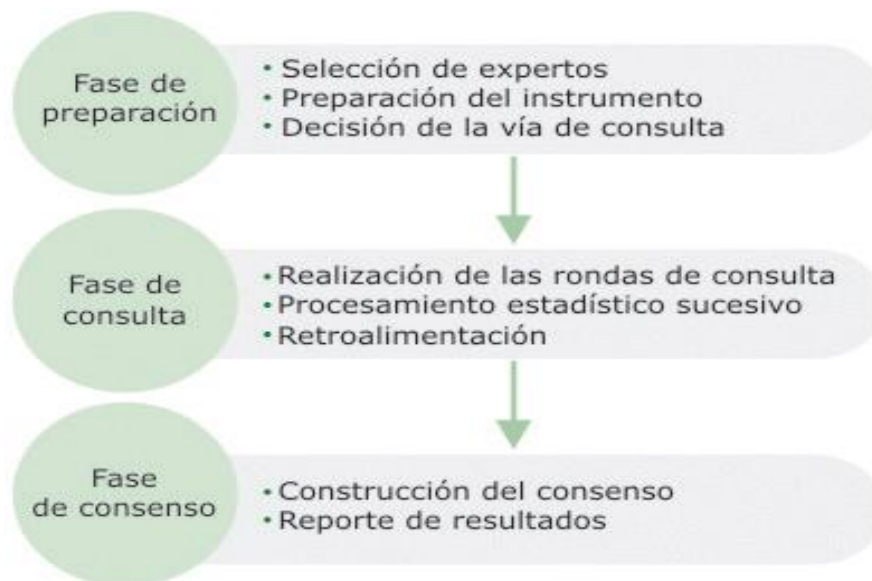 Fase de
preparación
• Selección de expertos
• Preparación del instrumento
• Decisión de la vía de consulta
Fase de
consulta
• Realización de las rondas de consulta
• Procesamiento estadístico sucesivo
• Retroalimentación
Fase
de consenso
• Construcción del consenso
• Reporte de resultados